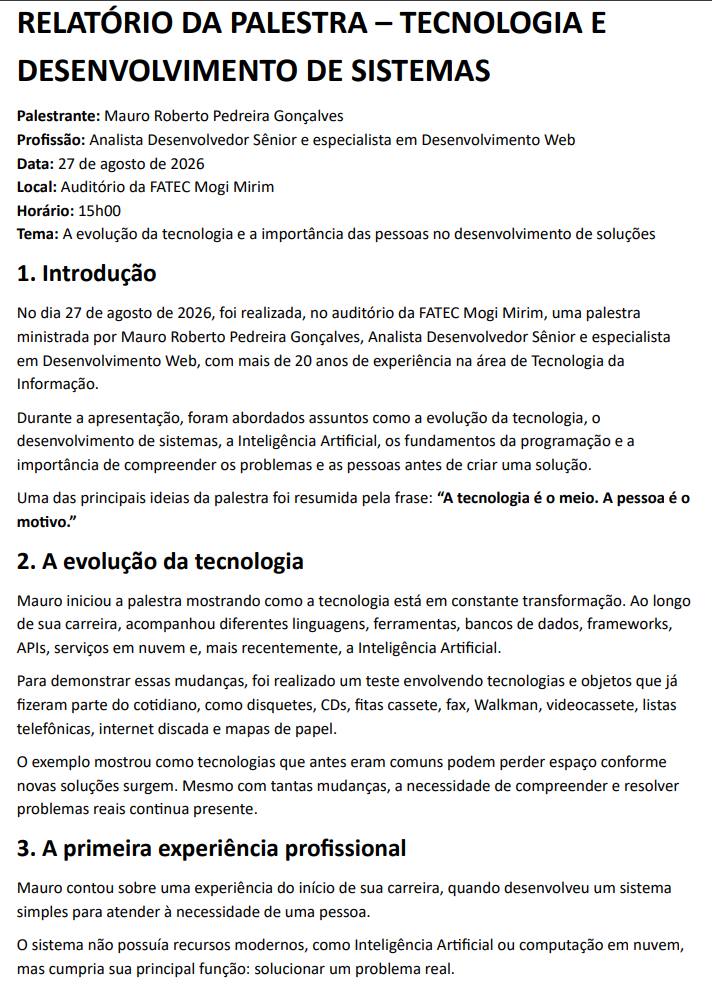 RELATÓRIO DA PALESTRA – TECNOLOGIA E
DESENVOLVIMENTO DE SISTEMAS
Palestrante: Mauro Roberto Pedreira Gonçalves
Profissão: Analista Desenvolvedor Sênior e especialista em Desenvolvimento Web
Data: 27 de agosto de 2026
Local: Auditório da FATEC Mogi Mirim
Horário: 15h00
Tema: A evolução da tecnologia e a importância das pessoas no desenvolvimento de soluções
1. Introdução
No dia 27 de agosto de 2026, foi realizada, no auditório da FATEC Mogi Mirim, uma palestra
ministrada por Mauro Roberto Pedreira Gonçalves, Analista Desenvolvedor Sênior e especialista
em Desenvolvimento Web, com mais de 20 anos de experiência na área de Tecnologia da
Informação.
Durante a apresentação, foram abordados assuntos como a evolução da tecnologia, o
desenvolvimento de sistemas, a Inteligência Artificial, os fundamentos da programação e a
importância de compreender os problemas e as pessoas antes de criar uma solução.
Uma das principais ideias da palestra foi resumida pela frase: “A tecnologia é o meio. A pessoa é o
motivo.”
2. A evolução da tecnologia
Mauro iniciou a palestra mostrando como a tecnologia está em constante transformação. Ao longo
de sua carreira, acompanhou diferentes linguagens, ferramentas, bancos de dados, frameworks,
APIs, serviços em nuvem e, mais recentemente, a Inteligência Artificial.
Para demonstrar essas mudanças, foi realizado um teste envolvendo tecnologias e objetos que já
fizeram parte do cotidiano, como disquetes, CDs, fitas cassete, fax, Walkman, videocassete, listas
telefônicas, internet discada e mapas de papel.
O exemplo mostrou como tecnologias que antes eram comuns podem perder espaço conforme
novas soluções surgem. Mesmo com tantas mudanças, a necessidade de compreender e resolver
problemas reais continua presente.
3. A primeira experiência profissional
Mauro contou sobre uma experiência do início de sua carreira, quando desenvolveu um sistema
simples para atender à necessidade de uma pessoa.
O sistema não possuía recursos modernos, como Inteligência Artificial ou computação em nuvem,
mas cumpria sua principal função: solucionar um problema real.